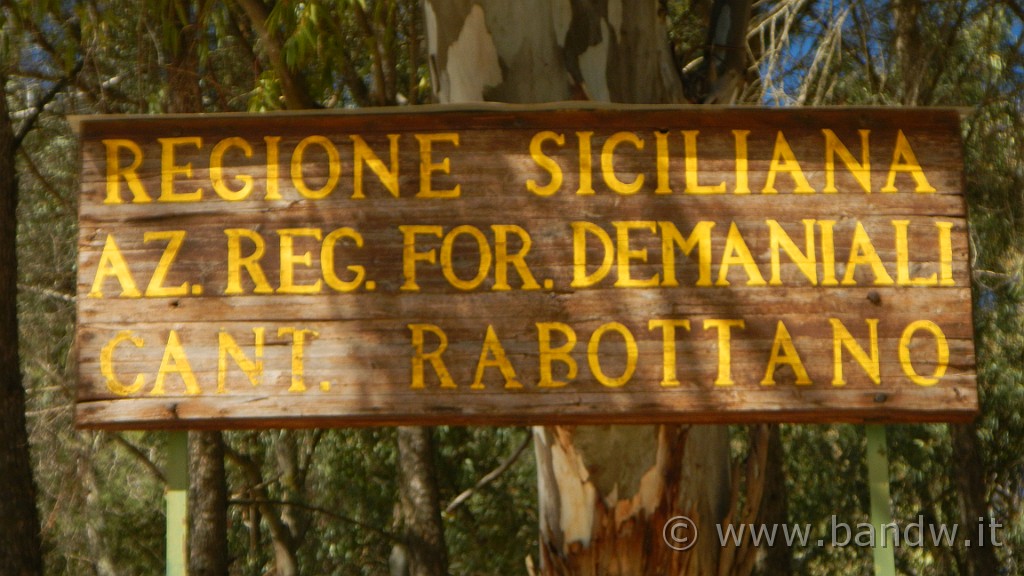 REGIONE SICILIANA
AZ. REG. FOR. DEMANIALI
CANT. RABOTTANO
© www.bandw.it